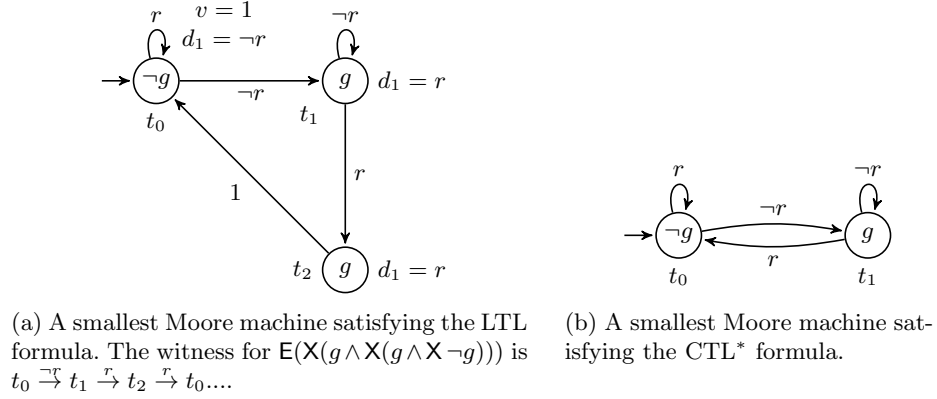 r
v = 1
d₁ = ¬r
¬r
¬g
¬r
g
d₁ = r
t₀
t₁
r
1
t₂
g
d₁ = r
r
¬r
¬g
¬r
g
r
t₀
t₁
(a) A smallest Moore machine satisfying the LTL
formula. The witness for E(X(g ∧ X(g ∧ X ¬g))) is
t₀ →^{¬r} t₁ →^{r} t₂ →^{r} t₀....
(b) A smallest Moore machine sat-
isfying the CTL* formula.